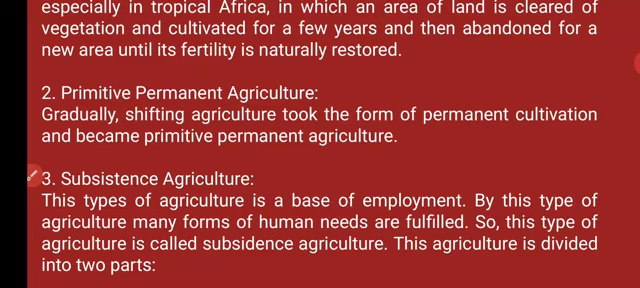 especially in tropical Africa, in which an area of land is cleared of
vegetation and cultivated for a few years and then abandoned for a
new area until its fertility is naturally restored.
2. Primitive Permanent Agriculture:
Gradually, shifting agriculture took the form of permanent cultivation
and became primitive permanent agriculture.
3. Subsistence Agriculture:
This types of agriculture is a base of employment. By this type of
agriculture many forms of human needs are fulfilled. So, this type of
agriculture is called subsidence agriculture. This agriculture is divided
into two parts: